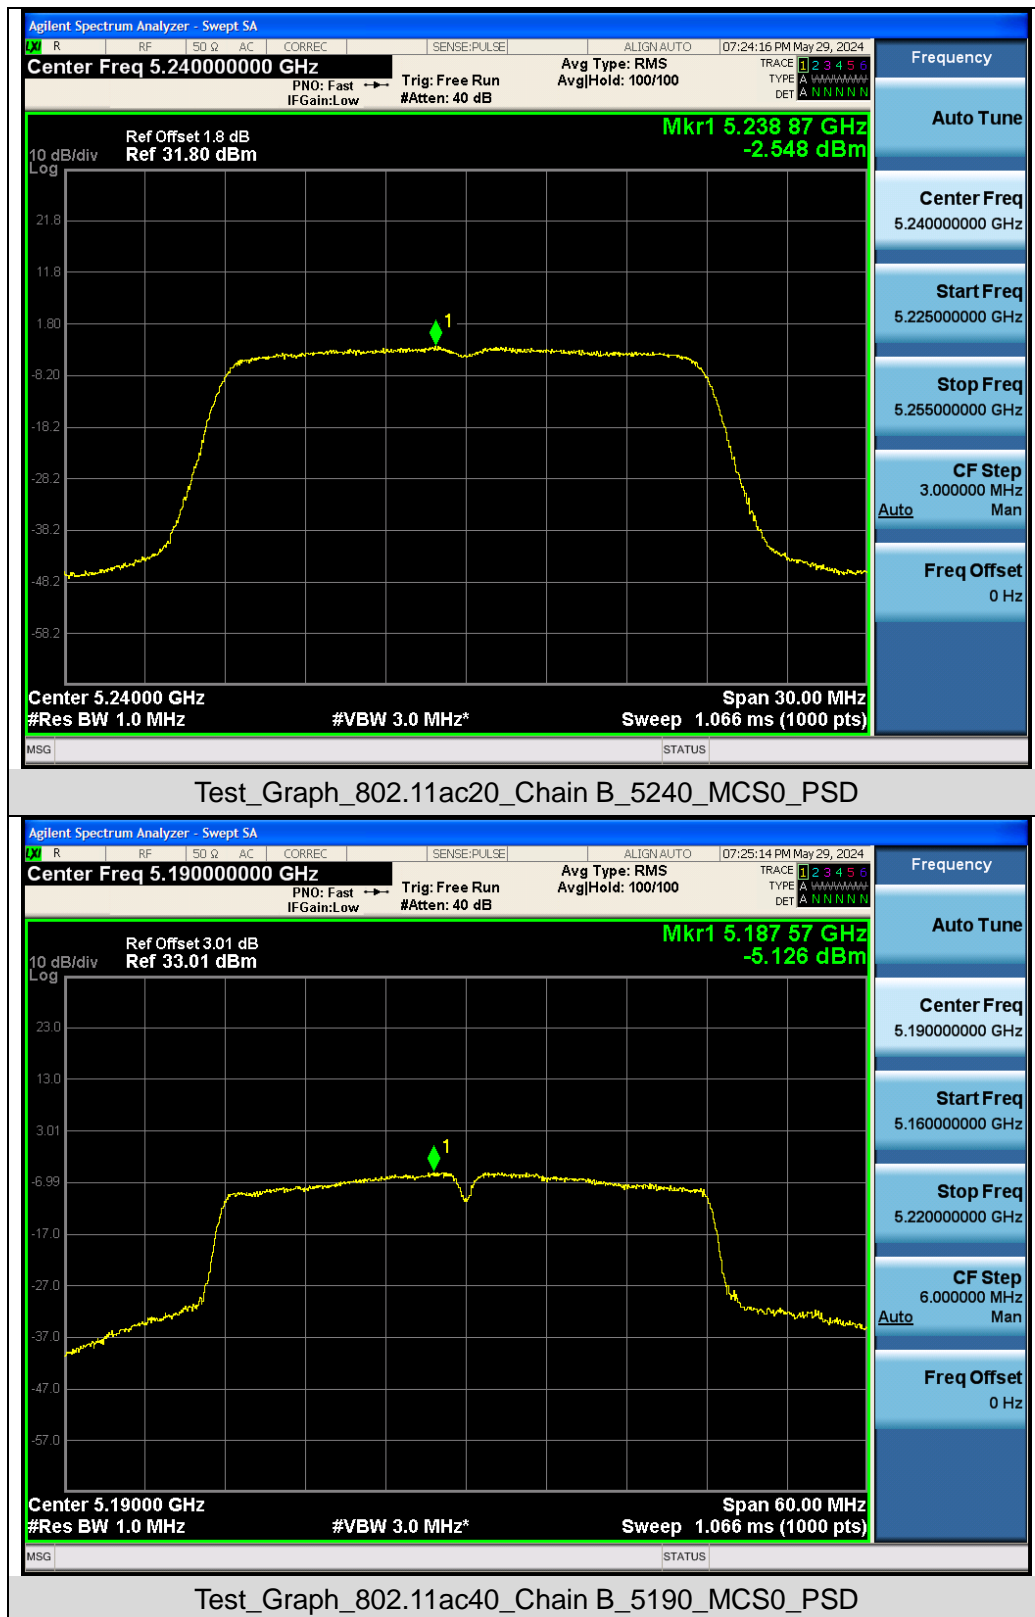 Agilent Spectrum Analyzer - Swept SA
LXI R RF 50 Ω AC CORREC SENSE:PULSE ALIGN AUTO 07:24:16 PM May 29, 2024
Center Freq 5.240000000 GHz
PNO: Fast
IFGain:Low
Trig: Free Run
#Atten: 40 dB
Avg Type: RMS
Avg|Hold: 100/100
TRACE 1 2 3 4 5 6
TYPE A WWWWW
DET A N N N N N
Frequency
Auto Tune
Center Freq
5.240000000 GHz
Start Freq
5.225000000 GHz
Stop Freq
5.255000000 GHz
CF Step
3.000000 MHz
Auto Man
Freq Offset
0 Hz
Mkr1 5.238 87 GHz
-2.548 dBm
Ref Offset 1.8 dB
10 dB/div Ref 31.80 dBm
Log
21.8
11.8
1.80
-8.20
-18.2
-28.2
-38.2
-48.2
-58.2
1
Center 5.24000 GHz Span 30.00 MHz
#Res BW 1.0 MHz #VBW 3.0 MHz* Sweep 1.066 ms (1000 pts)
MSG STATUS
Test_Graph_802.11ac20_Chain B_5240_MCS0_PSD
Agilent Spectrum Analyzer - Swept SA
LXI R RF 50 Ω AC CORREC SENSE:PULSE ALIGN AUTO 07:25:14 PM May 29, 2024
Center Freq 5.190000000 GHz
PNO: Fast
IFGain:Low
Trig: Free Run
#Atten: 40 dB
Avg Type: RMS
Avg|Hold: 100/100
TRACE 1 2 3 4 5 6
TYPE A WWWWW
DET A N N N N N
Frequency
Auto Tune
Center Freq
5.190000000 GHz
Start Freq
5.160000000 GHz
Stop Freq
5.220000000 GHz
CF Step
6.000000 MHz
Auto Man
Freq Offset
0 Hz
Mkr1 5.187 57 GHz
-5.126 dBm
Ref Offset 3.01 dB
10 dB/div Ref 33.01 dBm
Log
23.0
13.0
3.01
-6.99
-17.0
-27.0
-37.0
-47.0
-57.0
1
Center 5.19000 GHz Span 60.00 MHz
#Res BW 1.0 MHz #VBW 3.0 MHz* Sweep 1.066 ms (1000 pts)
MSG STATUS
Test_Graph_802.11ac40_Chain B_5190_MCS0_PSD